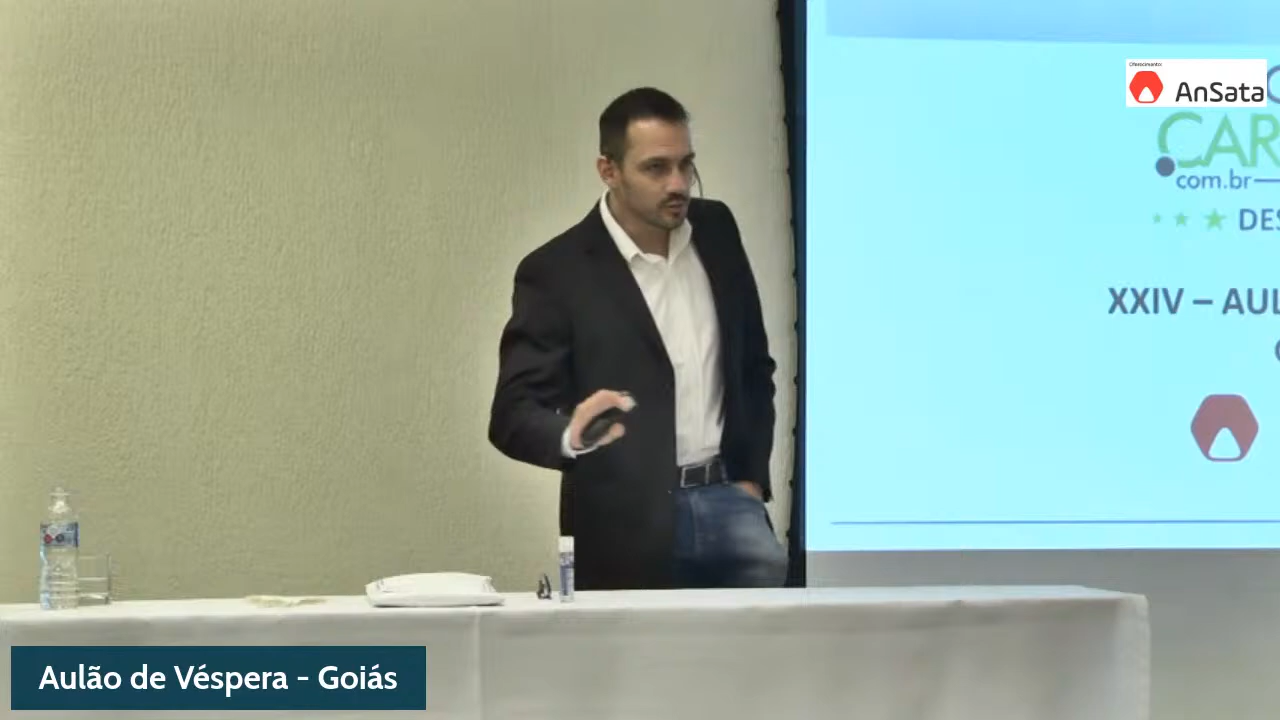 Oferecimento:
AnSata
CAR
com.br
DES
XXIV – AUL
Aulão de Véspera - Goiás